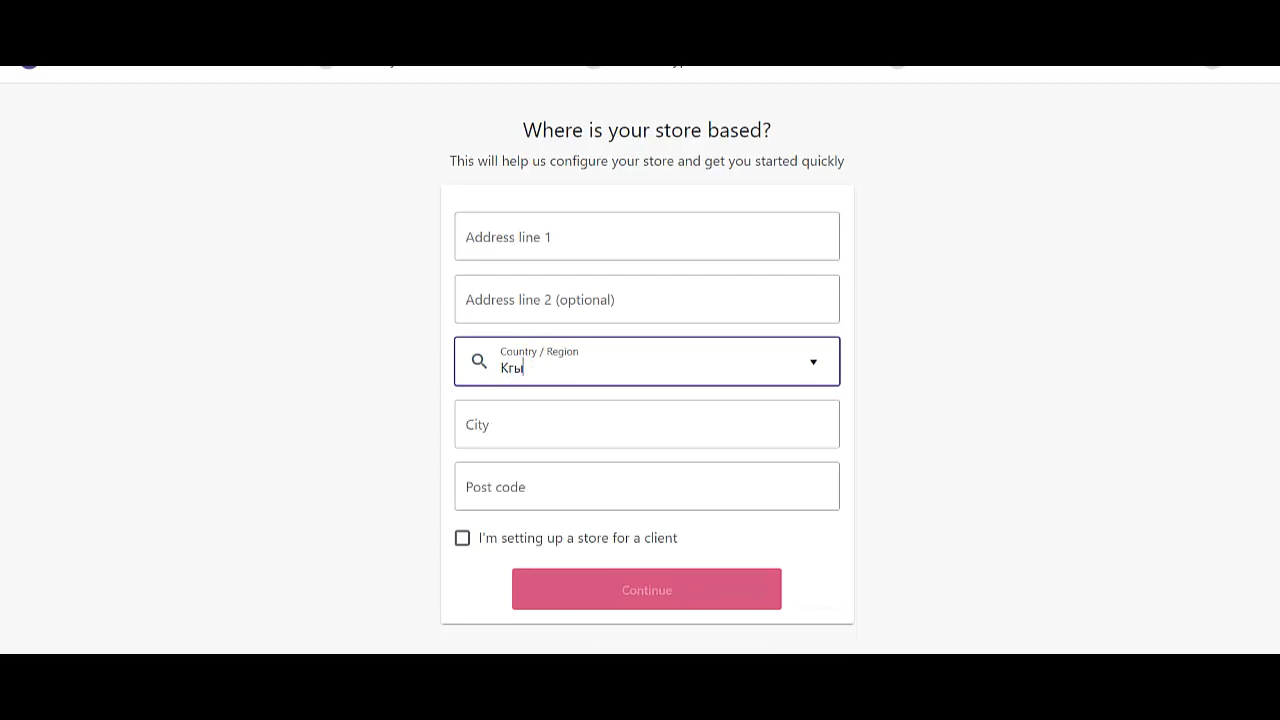 Where is your store based?
This will help us configure your store and get you started quickly
Address line 1
Address line 2 (optional)
Country / Region
Кгы
City
Post code
I'm setting up a store for a client
Continue